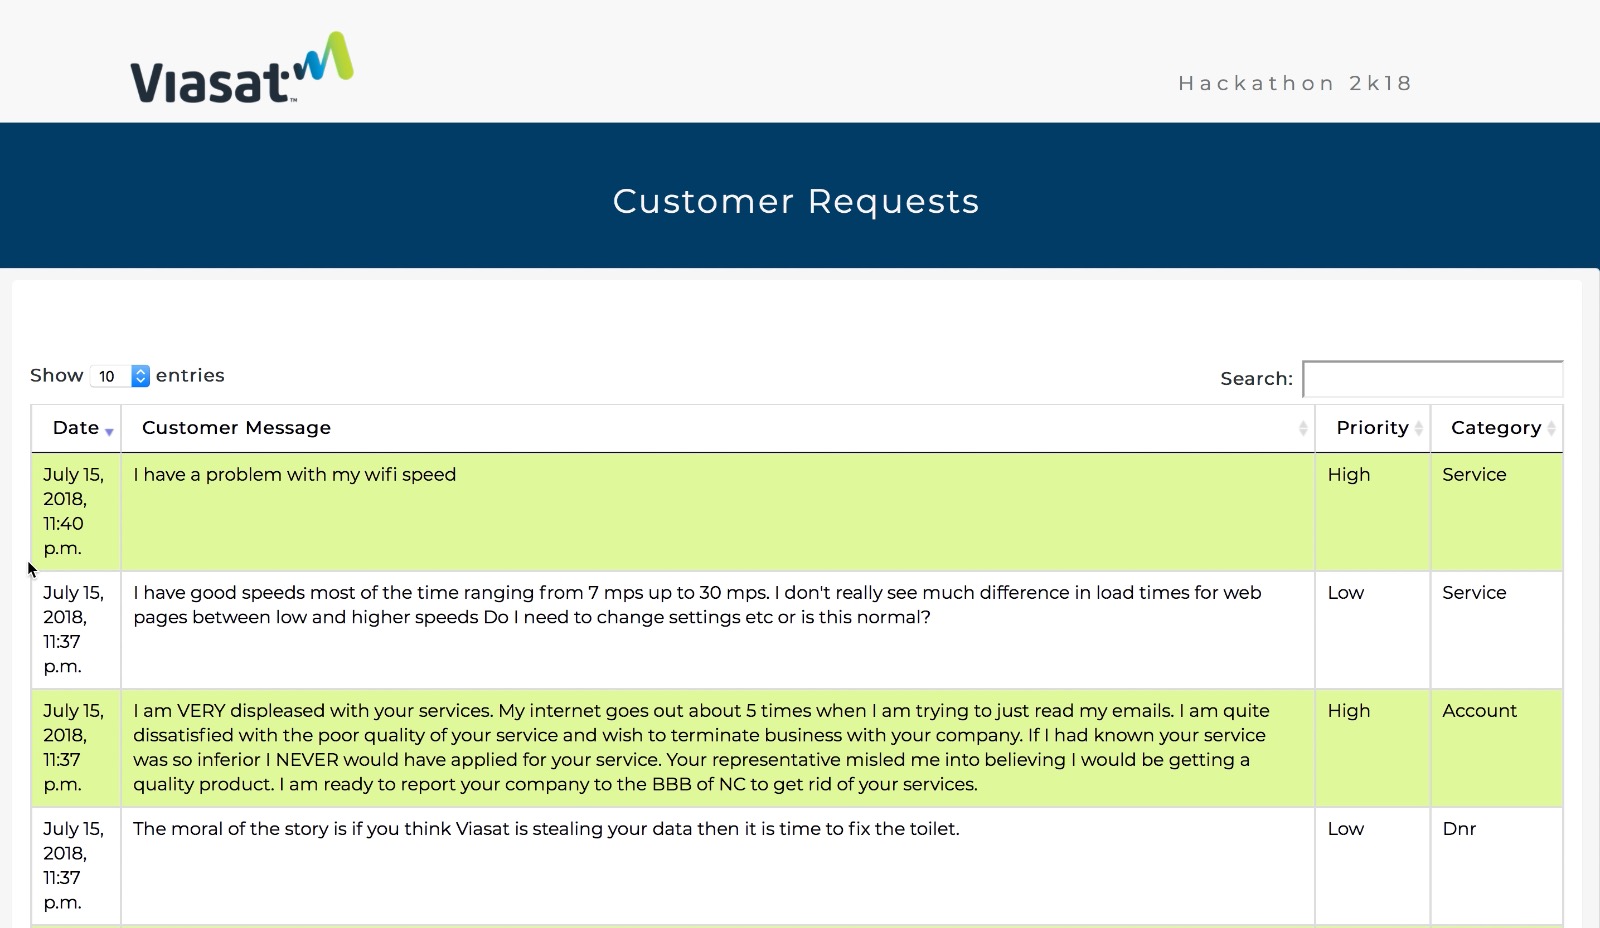 Viasat™
Hackathon 2k18
Customer Requests
Show 10 entries
Search:
Date Customer Message Priority Category
July 15, I have a problem with my wifi speed High Service
2018,
11:40
p.m.
July 15, I have good speeds most of the time ranging from 7 mps up to 30 mps. I don't really see much difference in load times for web Low Service
2018, pages between low and higher speeds Do I need to change settings etc or is this normal?
11:37
p.m.
July 15, I am VERY displeased with your services. My internet goes out about 5 times when I am trying to just read my emails. I am quite High Account
2018, dissatisfied with the poor quality of your service and wish to terminate business with your company. If I had known your service
11:37 was so inferior I NEVER would have applied for your service. Your representative misled me into believing I would be getting a
p.m. quality product. I am ready to report your company to the BBB of NC to get rid of your services.
July 15, The moral of the story is if you think Viasat is stealing your data then it is time to fix the toilet. Low Dnr
2018,
11:37
p.m.